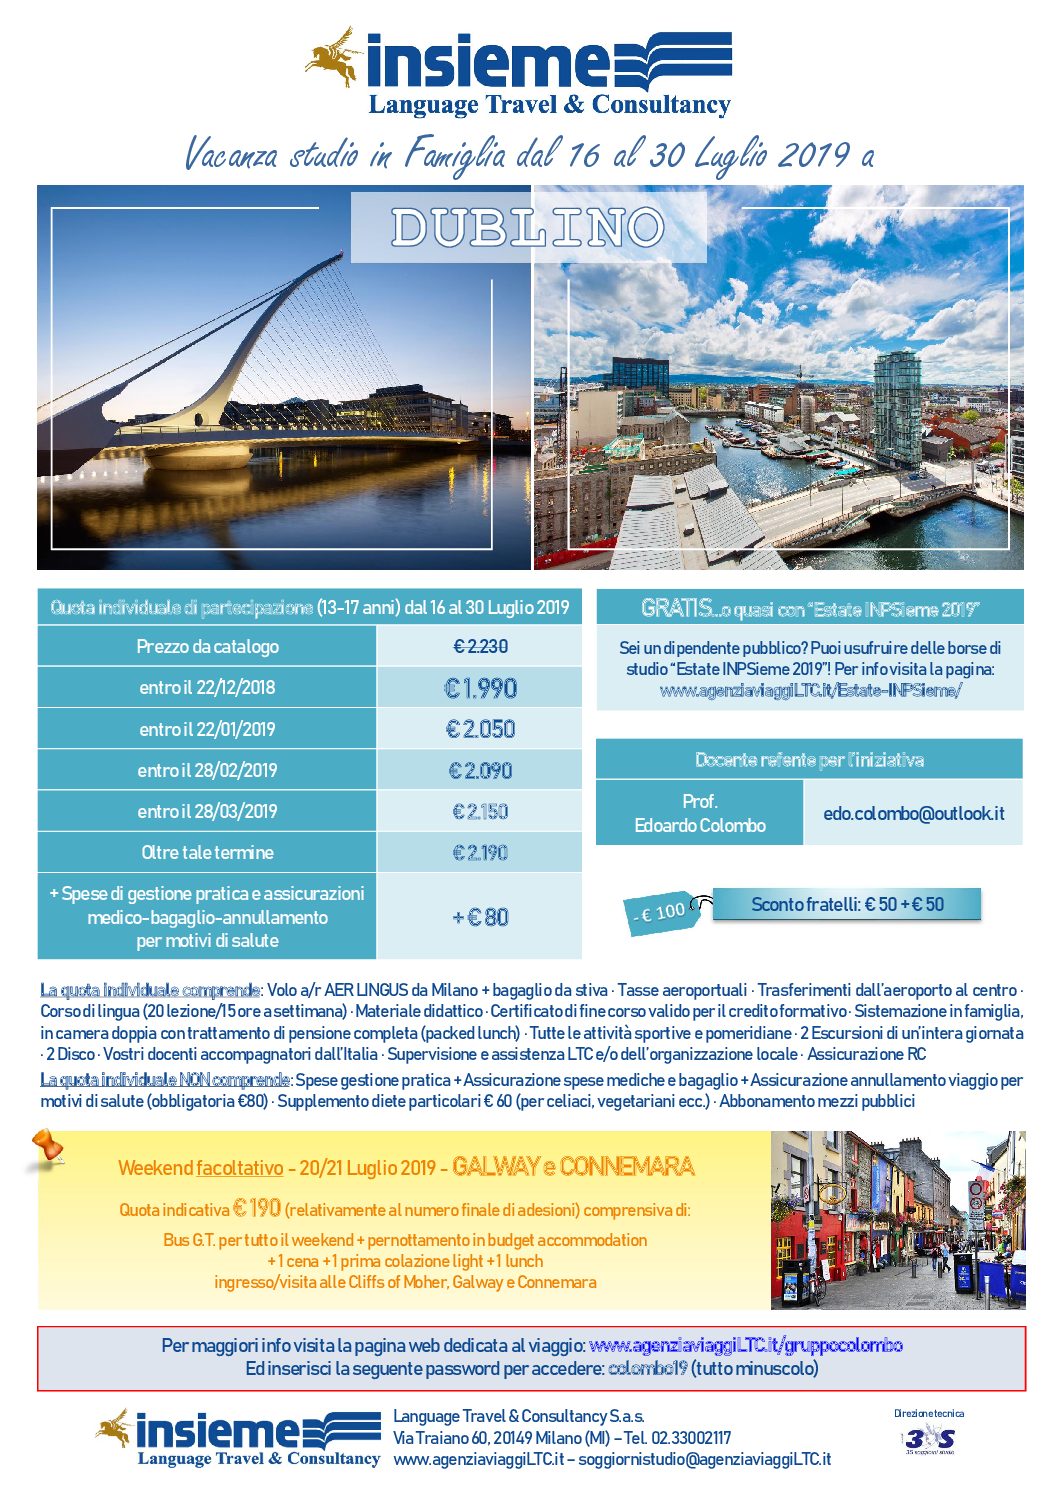 insieme
Language Travel & Consultancy
Vacanza studio in Famiglia dal 16 al 30 Luglio 2019 a
DUBLINO
Quota individuale di partecipazione (13-17 anni) dal 16 al 30 Luglio 2019
Prezzo da catalogo € 2.230
entro il 22/12/2018 € 1.990
entro il 22/01/2019 € 2.050
entro il 28/02/2019 € 2.090
entro il 28/03/2019 € 2.150
Oltre tale termine € 2.190
+ Spese di gestione pratica e assicurazioni
medico-bagaglio-annullamento
per motivi di salute
+ € 80
GRATIS...o quasi con "Estate INPSieme 2019"
Sei un dipendente pubblico? Puoi usufruire delle borse di
studio "Estate INPSieme 2019"! Per info visita la pagina:
www.agenziaviaggiLTC.it/Estate-INPSieme/
Docente referente per l'iniziativa
Prof.
Edoardo Colombo
edo.colombo@outlook.it
- € 100
Sconto fratelli: € 50 + € 50
La quota individuale comprende: Volo a/r AER LINGUS da Milano + bagaglio da stiva · Tasse aeroportuali · Trasferimenti dall'aeroporto al centro ·
Corso di lingua (20 lezione/15 ore a settimana) · Materiale didattico · Certificato di fine corso valido per il credito formativo · Sistemazione in famiglia,
in camera doppia con trattamento di pensione completa (packed lunch) · Tutte le attività sportive e pomeridiane · 2 Escursioni di un'intera giornata
· 2 Disco · Vostri docenti accompagnatori dall'Italia · Supervisione e assistenza LTC e/o dell'organizzazione locale · Assicurazione RC
La quota individuale NON comprende: Spese gestione pratica + Assicurazione spese mediche e bagaglio + Assicurazione annullamento viaggio per
motivi di salute (obbligatoria €80) · Supplemento diete particolari € 60 (per celiaci, vegetariani ecc.) · Abbonamento mezzi pubblici
Weekend facoltativo - 20/21 Luglio 2019 - GALWAY e CONNEMARA
Quota indicativa € 190 (relativamente al numero finale di adesioni) comprensiva di:
Bus G.T. per tutto il weekend + pernottamento in budget accommodation
+ 1 cena + 1 prima colazione light + 1 lunch
ingresso/visita alle Cliffs of Moher, Galway e Connemara
Per maggiori info visita la pagina web dedicata al viaggio: www.agenziaviaggiLTC.it/gruppocolombo
Ed inserisci la seguente password per accedere: colombo19 (tutto minuscolo)
insieme
Language Travel & Consultancy
Language Travel & Consultancy S.a.s.
Via Traiano 60, 20149 Milano (MI) – Tel. 02.33002117
www.agenziaviaggiLTC.it – soggiornistudio@agenziaviaggiLTC.it
Direzione tecnica
3S
3S soggiorni studio